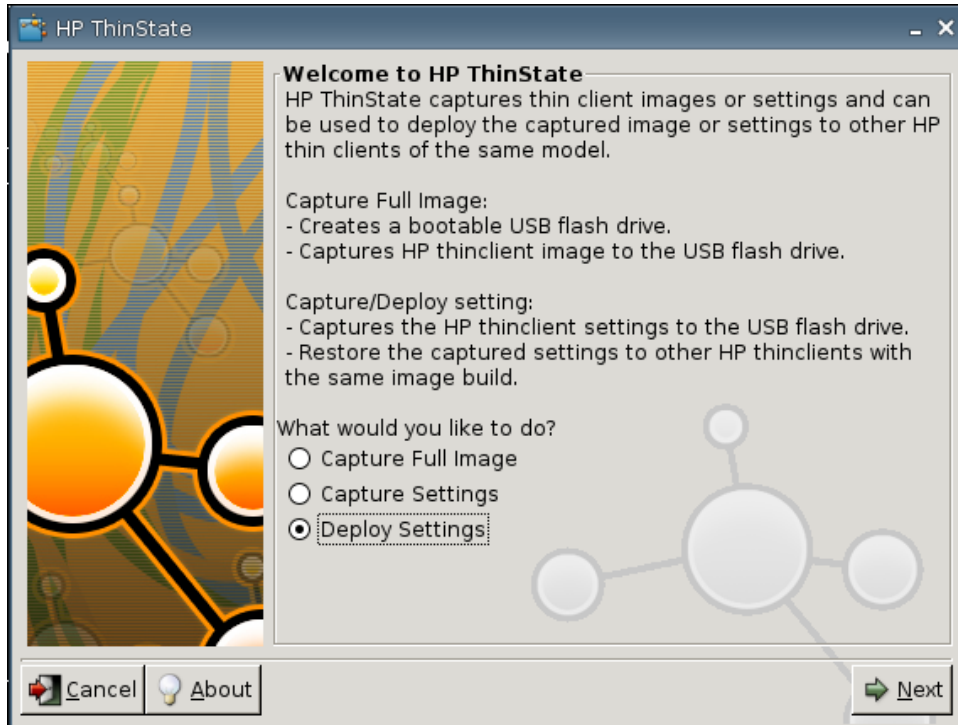 HP ThinState
Welcome to HP ThinState
HP ThinState captures thin client images or settings and can
be used to deploy the captured image or settings to other HP
thin clients of the same model.
Capture Full Image:
- Creates a bootable USB flash drive.
- Captures HP thinclient image to the USB flash drive.
Capture/Deploy setting:
- Captures the HP thinclient settings to the USB flash drive.
- Restore the captured settings to other HP thinclients with
the same image build.
What would you like to do?
Capture Full Image
Capture Settings
Deploy Settings
Cancel
About
Next